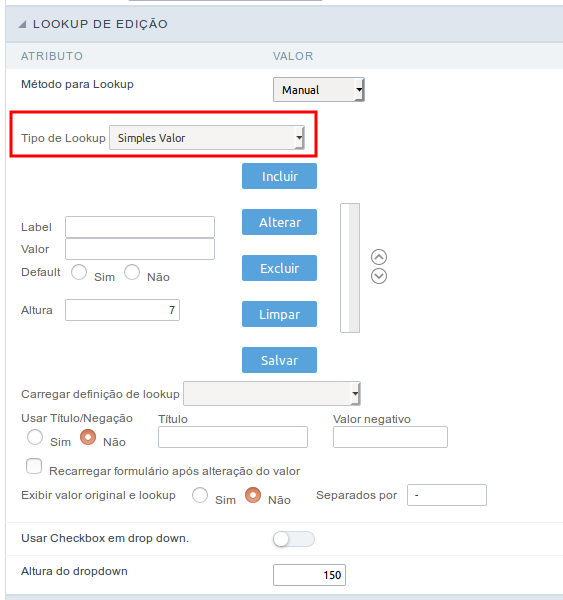 LOOKUP DE EDIÇÃO
ATRIBUTO VALOR
Método para Lookup Manual
Tipo de Lookup Simples Valor
Incluir
Label Alterar
Valor
Default Sim Não Excluir
Altura 7 Limpar
Salvar
Carregar definição de lookup
Usar Título/Negação Título Valor negativo
Sim Não
Recarregar formulário após alteração do valor
Exibir valor original e lookup Sim Não Separados por -
Usar Checkbox em drop down.
Altura do dropdown 150